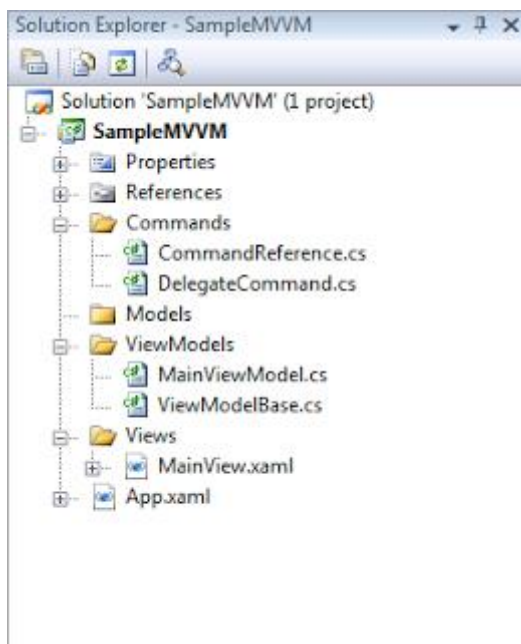 Solution Explorer - SampleMVVM
Solution 'SampleMVVM' (1 project)
SampleMVVM
Properties
References
Commands
CommandReference.cs
DelegateCommand.cs
Models
ViewModels
MainViewModel.cs
ViewModelBase.cs
Views
MainView.xaml
App.xaml